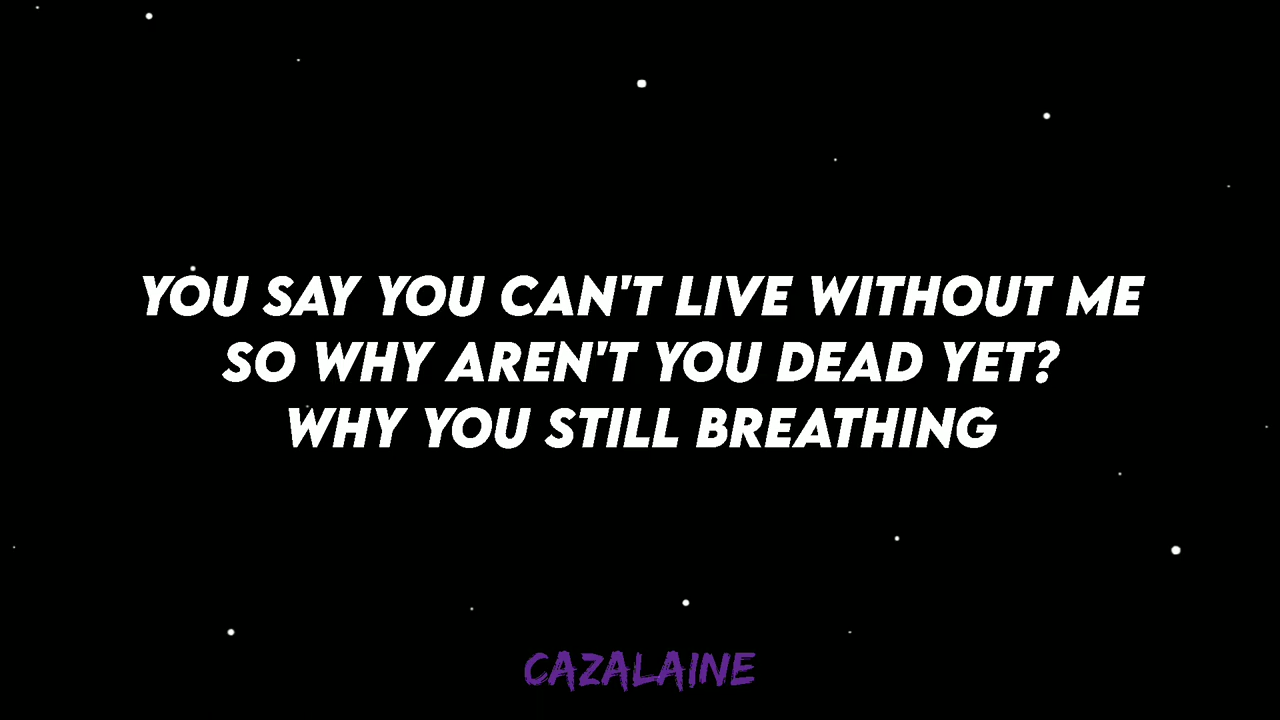 YOU SAY YOU CAN'T LIVE WITHOUT ME
SO WHY AREN'T YOU DEAD YET?
WHY YOU STILL BREATHING
CAZALAINE